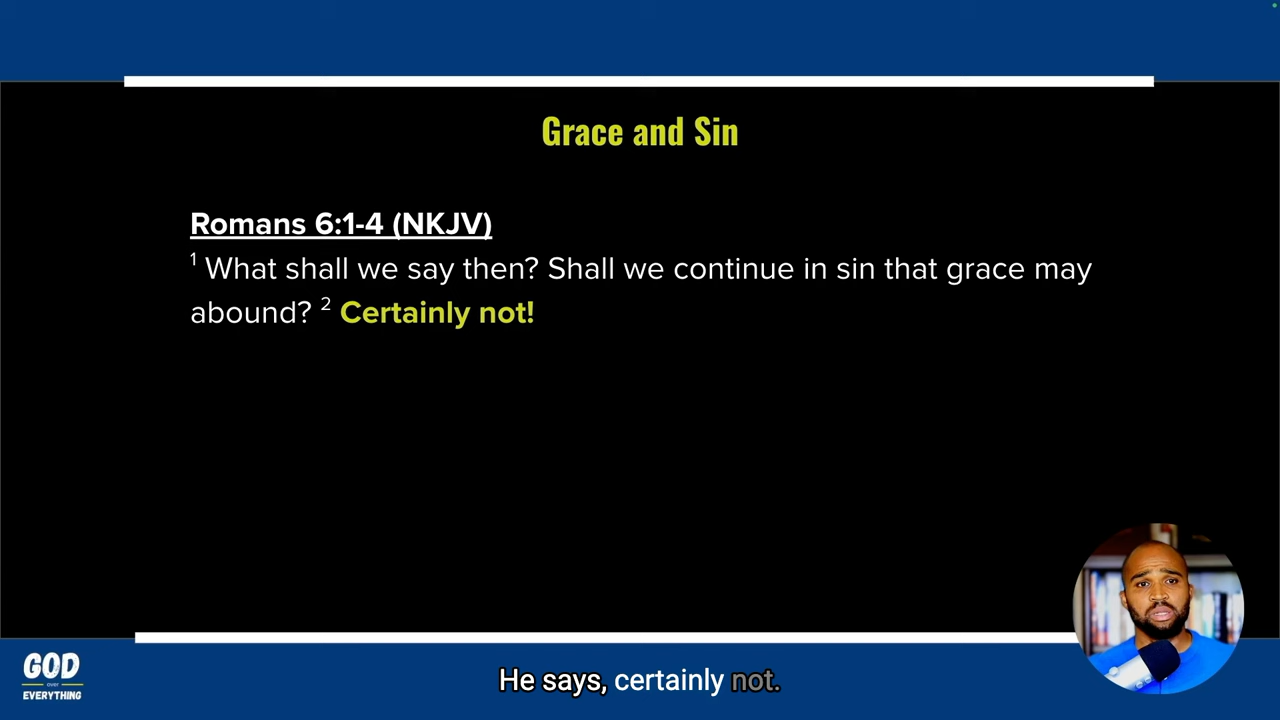 Grace and Sin
Romans 6:1-4 (NKJV)
1 What shall we say then? Shall we continue in sin that grace may
abound? 2 Certainly not!
GOD
OVER
EVERYTHING
He says, certainly not.